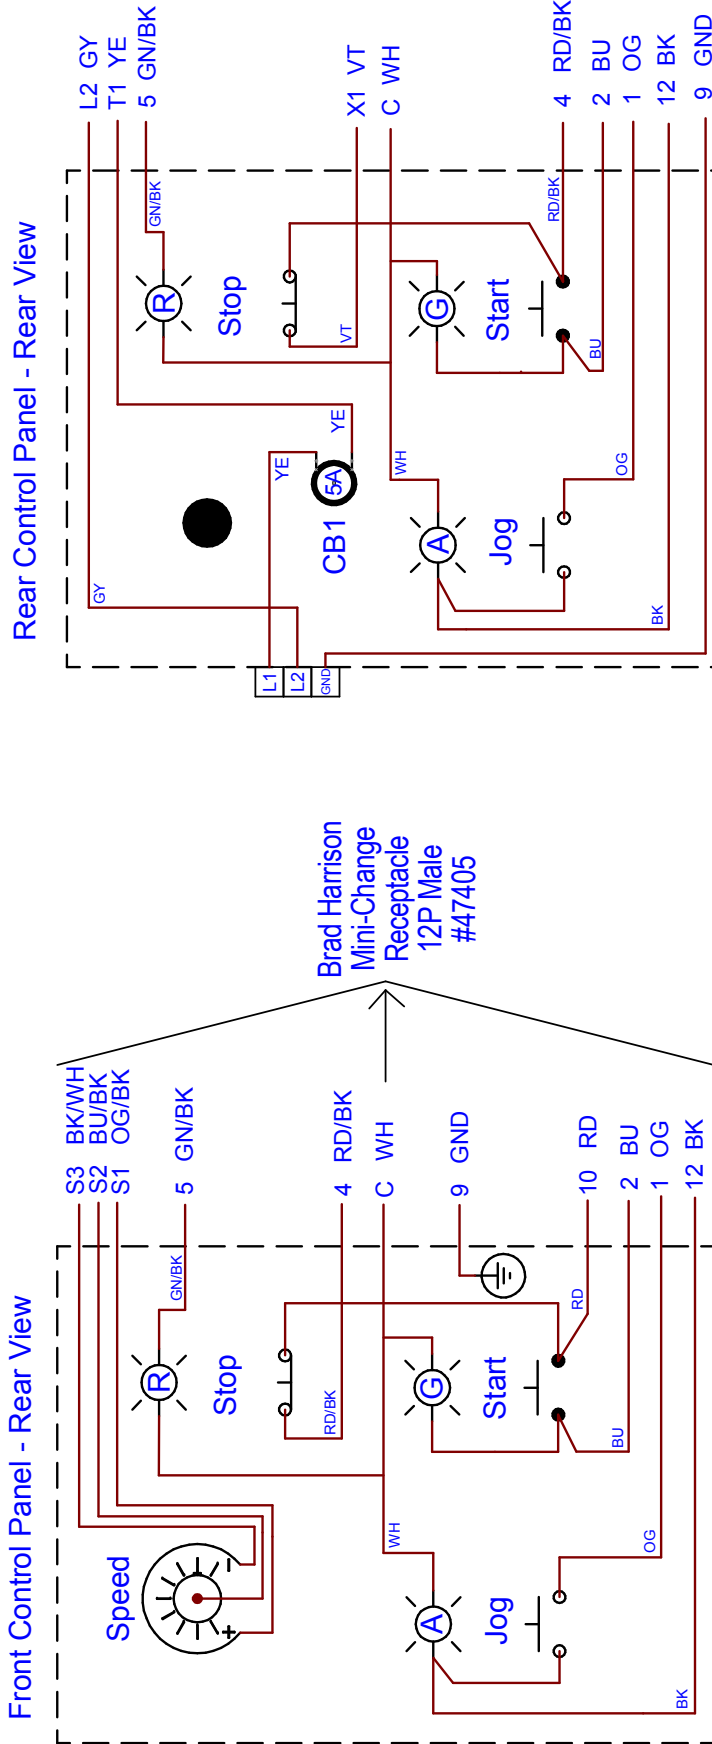 Rear Control Panel - Rear View
L2 GY
T1 YE
5 GN/BK
X1 VT
C WH
4 RD/BK
2 BU
1 OG
12 BK
9 GND
GN/BK
R
Stop
VT
G
Start
RD/BK
BU
YE
YE
5A
CB1
WH
A
Jog
OG
BK
GY
L1
L2
GND
Brad Harrison
Mini-Change
Receptacle
12P Male
#47405
Front Control Panel - Rear View
S3 BK/WH
S2 BU/BK
S1 OG/BK
5 GN/BK
4 RD/BK
C WH
9 GND
10 RD
2 BU
1 OG
12 BK
GN/BK
R
Stop
RD/BK
G
Start
RD
BU
Speed
+
-
WH
A
Jog
OG
BK